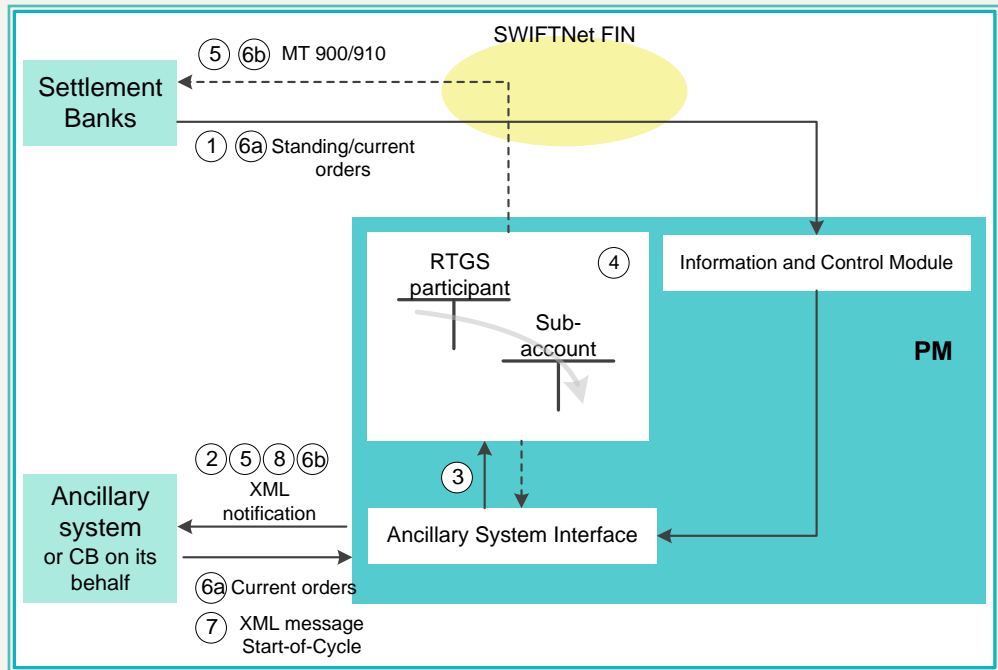 SWIFTNet FIN
5 6b MT 900/910
Settlement
Banks
1 6a Standing/current
orders
RTGS
participant
4
Information and Control Module
Sub-
account
PM
2 5 8 6b
XML
notification
3
Ancillary
system
or CB on its
behalf
Ancillary System Interface
6a Current orders
7 XML message
Start-of-Cycle